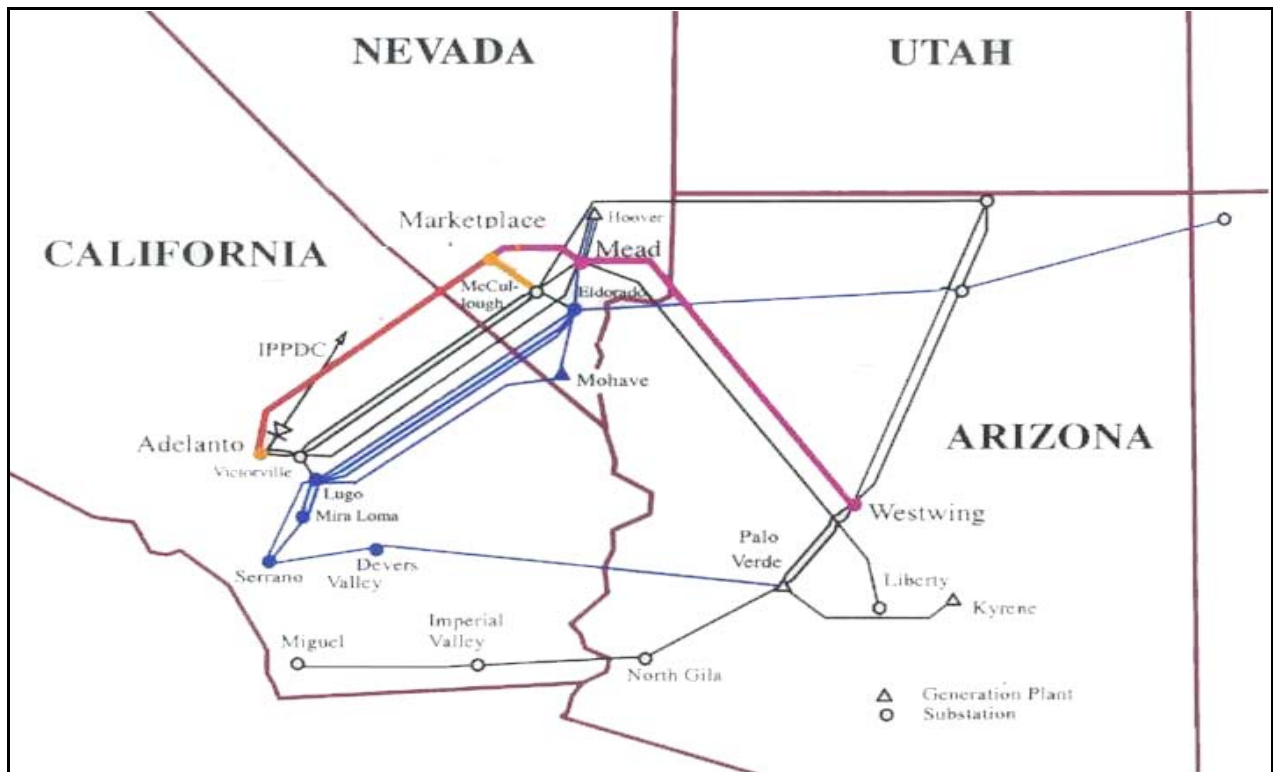 NEVADA
UTAH
Marketplace
Hoover
Mead
CALIFORNIA
McCul-
lough
Eldorado
IPPDC
Mohave
Adelanto
ARIZONA
Victorville
Lugo
Mira Loma
Westwing
Palo
Verde
Serrano
Devers
Valley
Liberty
Kyrene
Imperial
Valley
Miguel
North Gila
Generation Plant
Substation